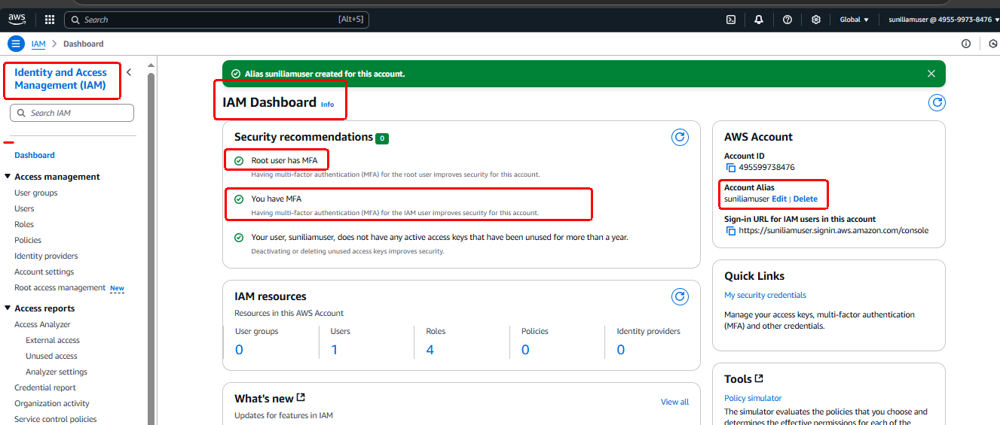 aws
Search
[Alt+S]
Global
suniliamuser @ 4955-9973-8476
IAM
Dashboard
Identity and Access
Management (IAM)
Search IAM
Dashboard
Access management
User groups
Users
Roles
Policies
Identity providers
Account settings
Root access management New
Access reports
Access Analyzer
External access
Unused access
Analyzer settings
Credential report
Organization activity
Service control policies
Alias suniliamuser created for this account.
IAM Dashboard Info
Security recommendations 0
Root user has MFA
Having multi-factor authentication (MFA) for the root user improves security for this account.
You have MFA
Having multi-factor authentication (MFA) for the IAM user improves security for this account.
Your user, suniliamuser, does not have any active access keys that have been unused for more than a year.
Deactivating or deleting unused access keys improves security.
IAM resources
Resources in this AWS Account
User groups
0
Users
1
Roles
4
Policies
0
Identity providers
0
What's new
View all
Updates for features in IAM
AWS Account
Account ID
495599738476
Account Alias
suniliamuser Edit | Delete
Sign-in URL for IAM users in this account
https://suniliamuser.signin.aws.amazon.com/console
Quick Links
My security credentials
Manage your access keys, multi-factor authentication
(MFA) and other credentials.
Tools
Policy simulator
The simulator evaluates the policies that you choose and
determines the effective permissions for each of the